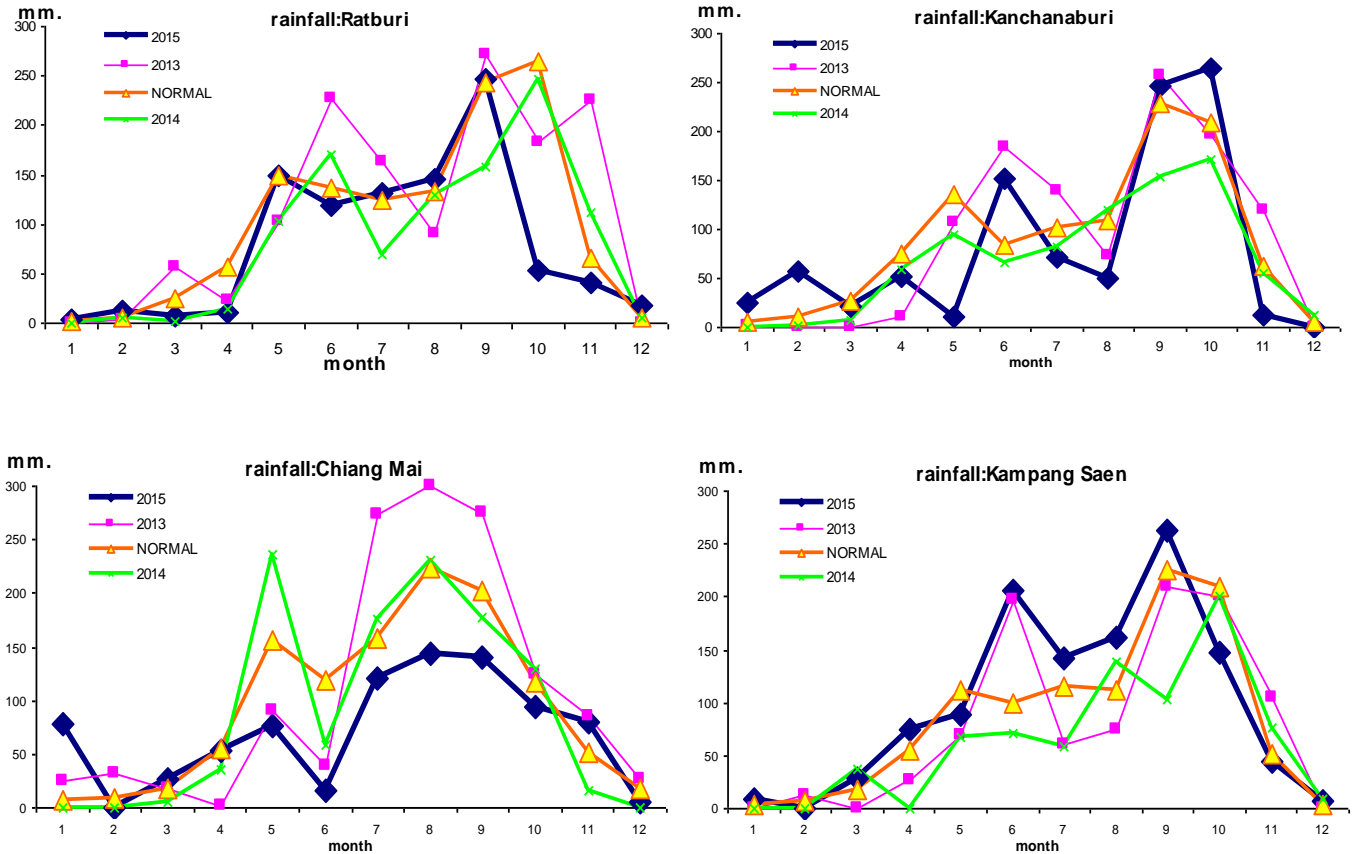 mm.
rainfall:Ratburi
2015
2013
NORMAL
2014
300
250
200
150
100
50
0
1 2 3 4 5 6 7 8 9 10 11 12
month
mm.
rainfall:Kanchanaburi
2015
2013
NORMAL
2014
300
250
200
150
100
50
0
1 2 3 4 5 6 7 8 9 10 11 12
month
mm.
rainfall:Chiang Mai
2015
2013
NORMAL
2014
300
250
200
150
100
50
0
1 2 3 4 5 6 7 8 9 10 11 12
month
mm.
rainfall:Kampang Saen
2015
2013
NORMAL
2014
300
250
200
150
100
50
0
1 2 3 4 5 6 7 8 9 10 11 12
month